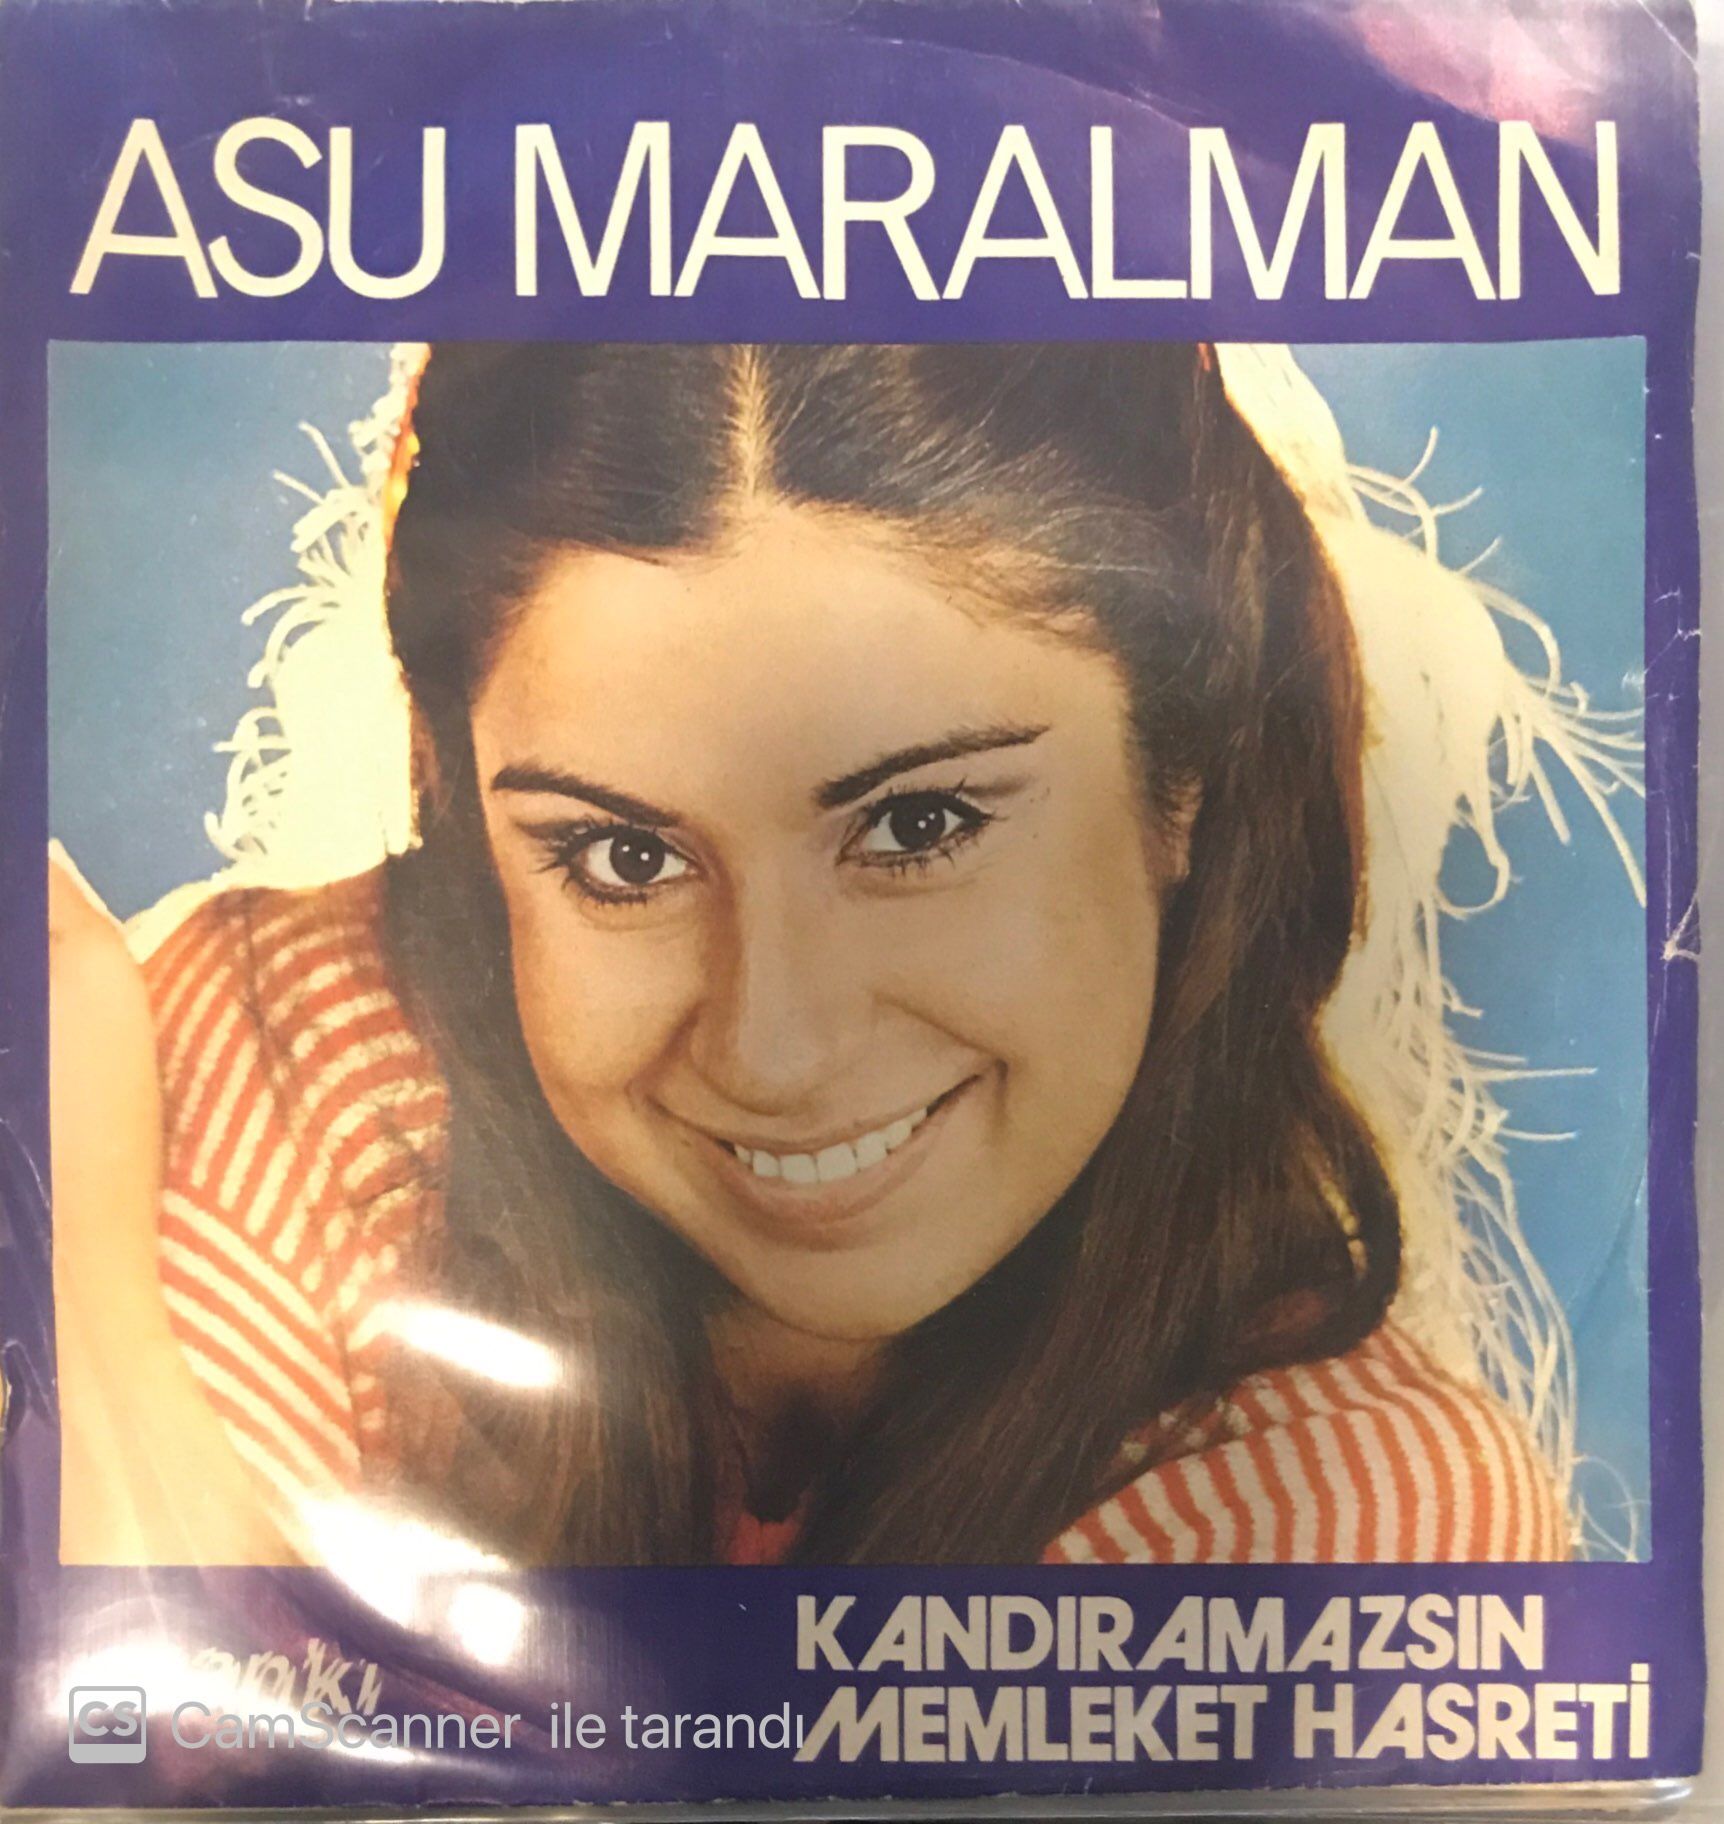 ASU MARALMAN
KANDIRAMAZSIN
MEMLEKET HASRETİ
CS CamScanner ile tarandı